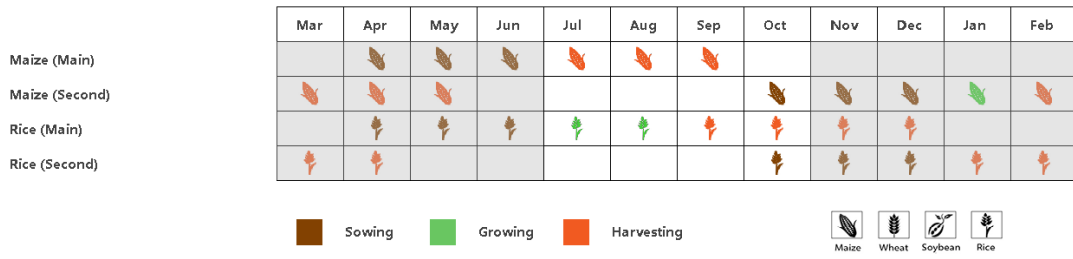 Mar Apr May Jun Jul Aug Sep Oct Nov Dec Jan Feb
Maize (Main)
Maize (Second)
Rice (Main)
Rice (Second)
Sowing Growing Harvesting
Maize Wheat Soybean Rice